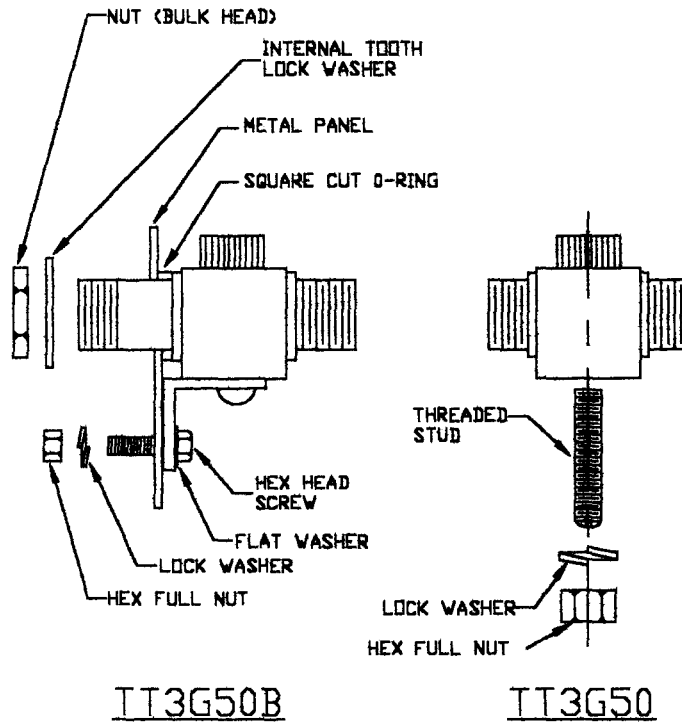 NUT (BULK HEAD)
INTERNAL TOOTH
LOCK WASHER
METAL PANEL
SQUARE CUT O-RING
HEX HEAD
SCREW
FLAT WASHER
LOCK WASHER
HEX FULL NUT
TT3G50B
THREADED
STUD
LOCK WASHER
HEX FULL NUT
TT3G50